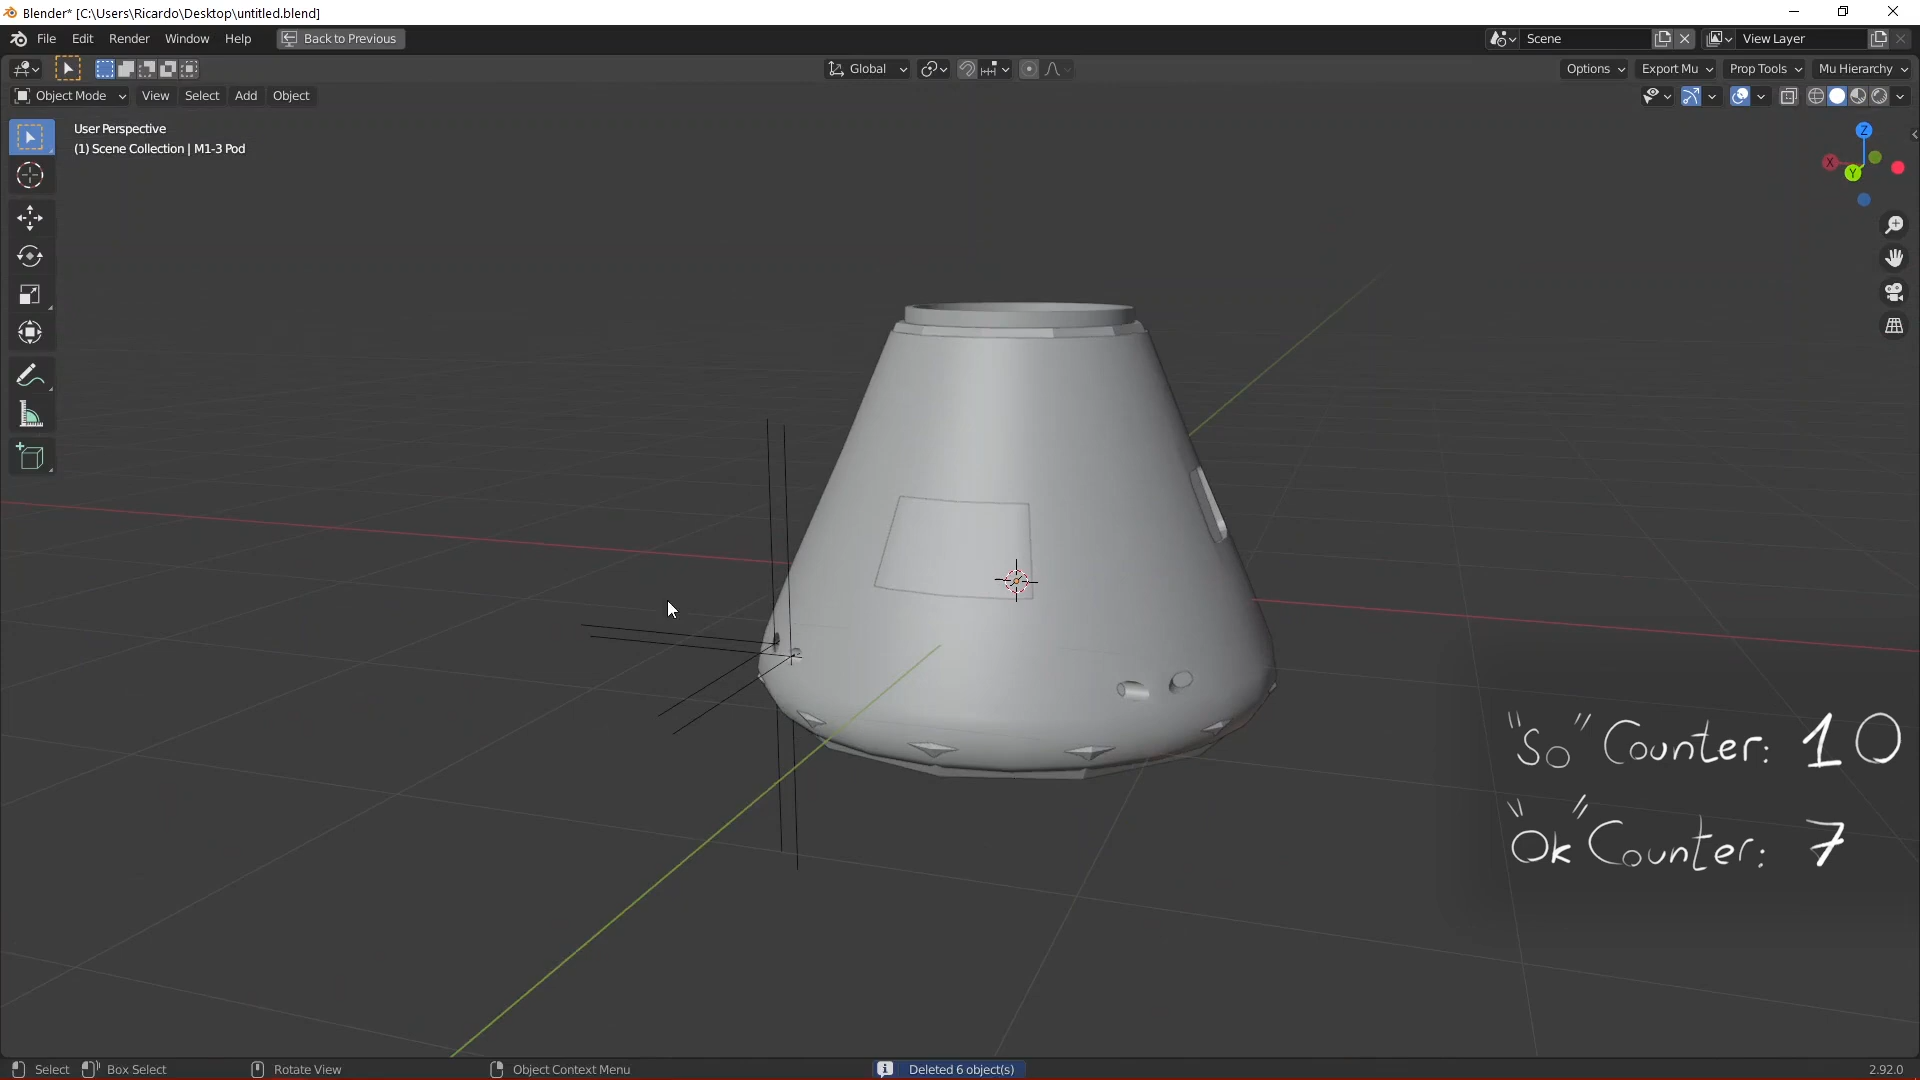 Blender* [C:\Users\Ricardo\Desktop\untitled.blend]
File Edit Render Window Help Back to Previous Scene View Layer
Global Options Export Mu Prop Tools Mu Hierarchy
Object Mode View Select Add Object
User Perspective
(1) Scene Collection | M1-3 Pod
Z
X
Y
"So" Counter: 10
"Ok" Counter: 7
Select Box Select Rotate View Object Context Menu Deleted 6 object(s) 2.92.0